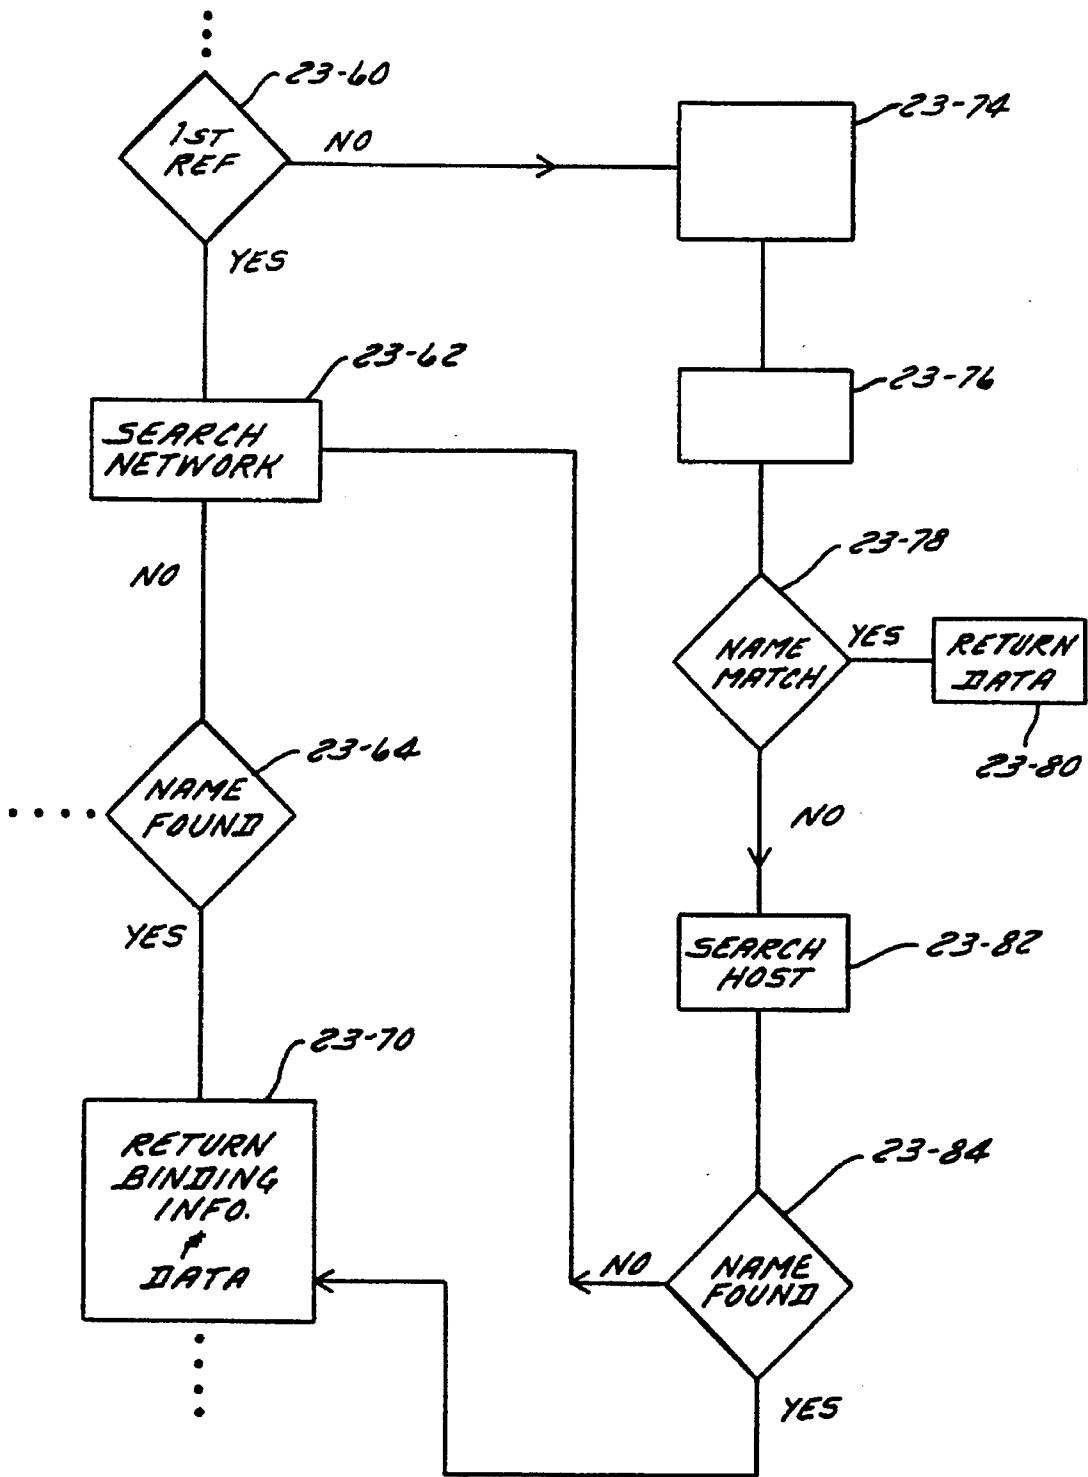 23-60
1ST
REF
NO
23-74
YES
23-62
SEARCH
NETWORK
23-76
NO
23-78
NAME
MATCH
YES
RETURN
DATA
23-80
23-64
NAME
FOUND
NO
YES
SEARCH
HOST
23-82
23-70
RETURN
BINDING
INFO.
&
DATA
23-84
NAME
FOUND
NO
YES